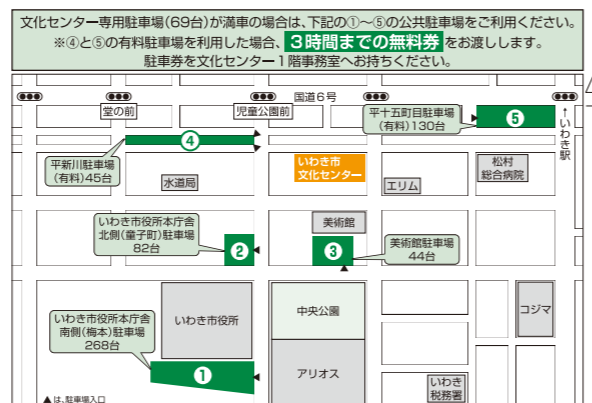 文化センター専用駐車場(69台)が満車の場合は、下記の①～⑤の公共駐車場をご利用ください。
※④と⑤の有料駐車場を利用した場合、3時間までの無料券をお渡しします。
駐車券を文化センター1階事務室へお持ちください。
国道6号
堂の前
児童公園前
平十五町目駐車場
(有料)130台
⑤
↑いわき駅
④
平新川駐車場
(有料)45台
水道局
いわき市
文化センター
エリム
松村
総合病院
いわき市役所本庁舎
北側(童子町)駐車場
82台
②
美術館
③
美術館駐車場
44台
いわき市役所本庁舎
南側(梅本)駐車場
268台
いわき市役所
中央公園
コジマ
①
アリオス
いわき
税務署
▲は、駐車場入口